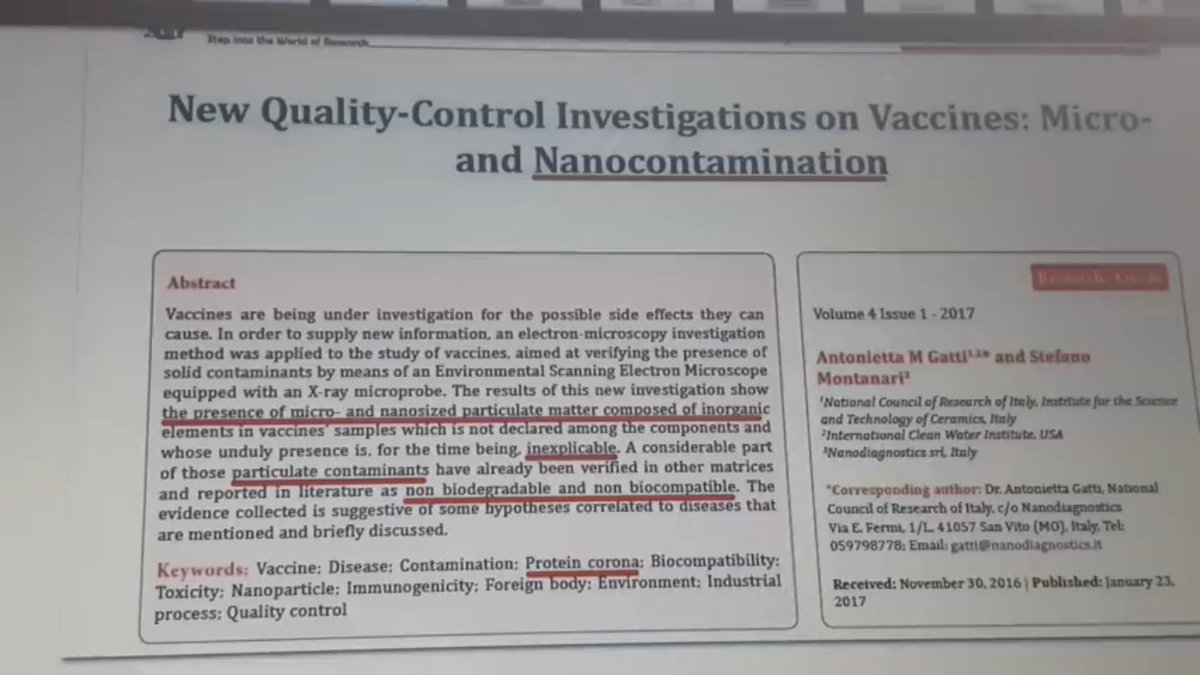 Step into the World of Research
New Quality-Control Investigations on Vaccines: Micro-
and Nanocontamination
Abstract
Vaccines are being under investigation for the possible side effects they can
cause. In order to supply new information, an electron-microscopy investigation
method was applied to the study of vaccines, aimed at verifying the presence of
solid contaminants by means of an Environmental Scanning Electron Microscope
equipped with an X-ray microprobe. The results of this new investigation show
the presence of micro- and nanosized particulate matter composed of inorganic
elements in vaccines' samples which is not declared among the components and
whose unduly presence is, for the time being, inexplicable. A considerable part
of those particulate contaminants have already been verified in other matrices
and reported in literature as non biodegradable and non biocompatible. The
evidence collected is suggestive of some hypotheses correlated to diseases that
are mentioned and briefly discussed.
Keywords: Vaccine; Disease; Contamination; Protein corona; Biocompatibility;
Toxicity; Nanoparticle; Immunogenicity; Foreign body; Environment; Industrial
process; Quality control
Research Article
Volume 4 Issue 1 - 2017
Antonietta M Gatti¹,²* and Stefano
Montanari³
¹National Council of Research of Italy, Institute for the Science
and Technology of Ceramics, Italy
²International Clean Water Institute, USA
³Nanodiagnostics srl, Italy
*Corresponding author: Dr. Antonietta Gatti, National
Council of Research of Italy, c/o Nanodiagnostics
Via E. Fermi, 1/L, 41057 San Vito (MO), Italy, Tel:
059798778; Email: gatti@nanodiagnostics.it
Received: November 30, 2016 | Published: January 23,
2017